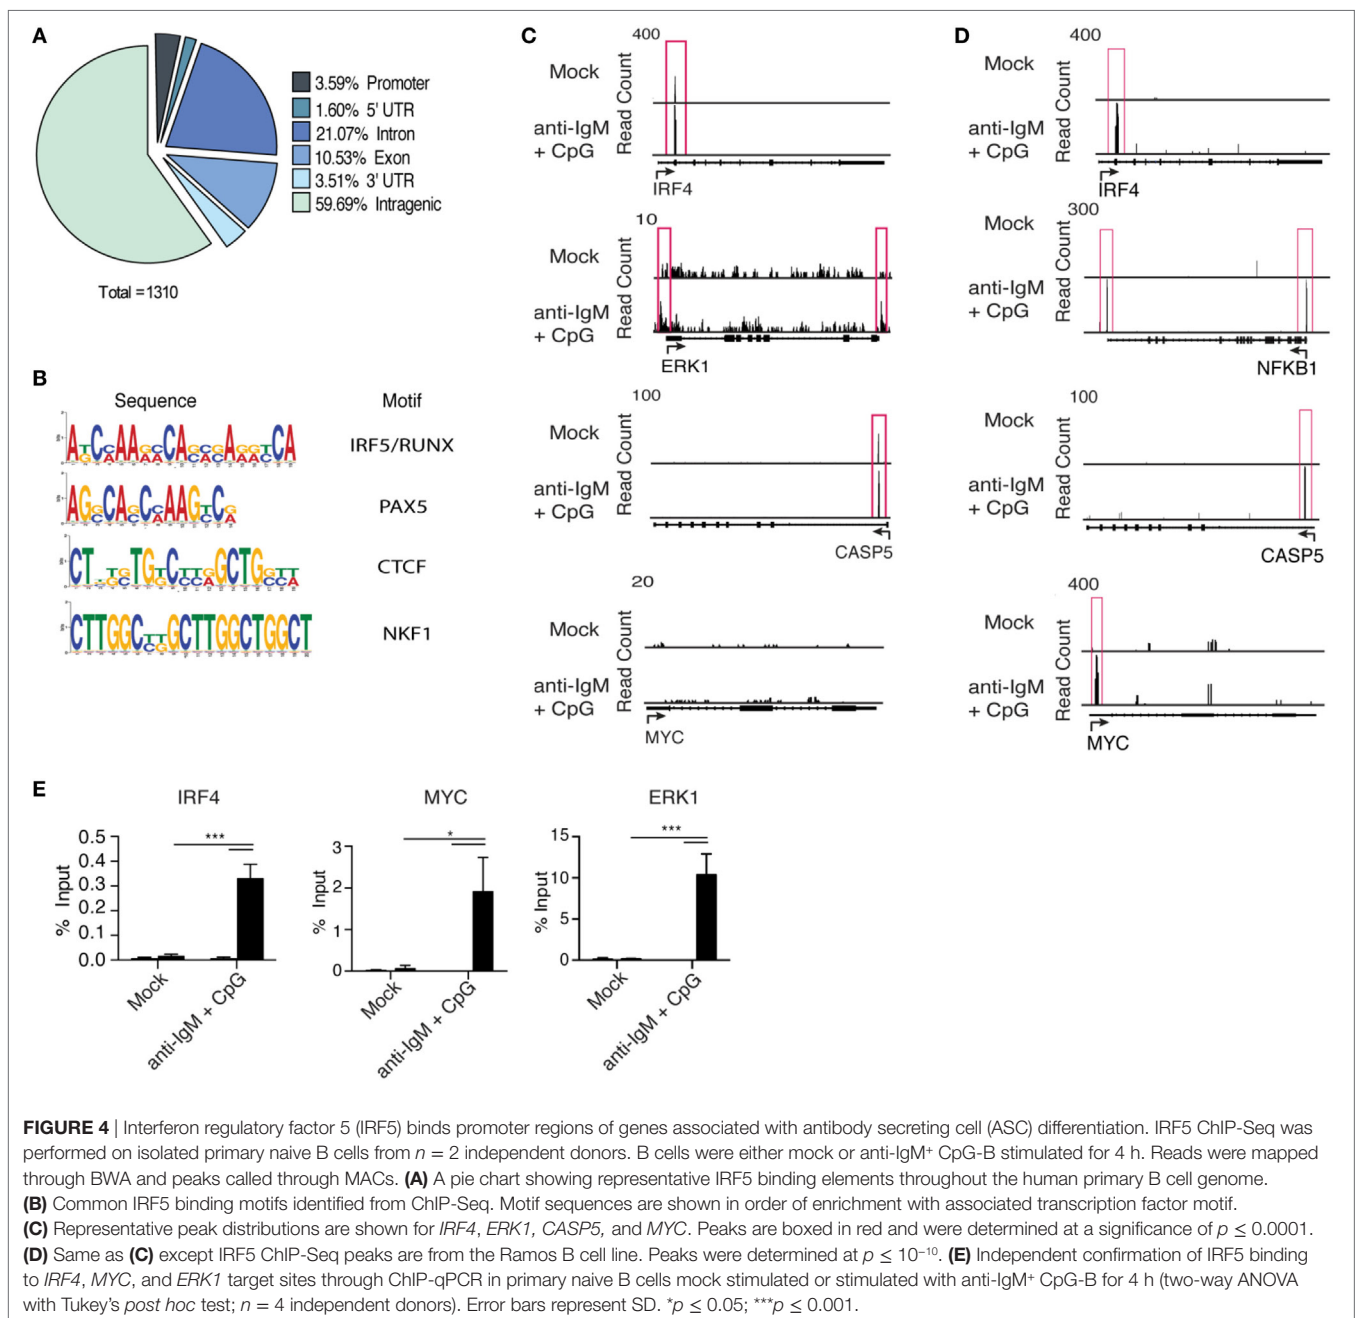 A
3.59% Promoter
1.60% 5' UTR
21.07% Intron
10.53% Exon
3.51% 3' UTR
59.69% Intragenic
Total =1310
B
Sequence Motif
IRF5/RUNX
PAX5
CTCF
NKF1
C
400
Mock
anti-IgM
+ CpG
Read Count
IRF4
10
Mock
anti-IgM
+ CpG
Read Count
ERK1
100
Mock
anti-IgM
+ CpG
Read Count
CASP5
20
Mock
anti-IgM
+ CpG
Read Count
MYC
D
400
Mock
anti-IgM
+ CpG
Read Count
IRF4
300
Mock
anti-IgM
+ CpG
Read Count
NFKB1
100
Mock
anti-IgM
+ CpG
Read Count
CASP5
400
Mock
anti-IgM
+ CpG
Read Count
MYC
E
IRF4
% Input
0.5
0.4
0.3
0.2
0.1
0.0
***
Mock
anti-IgM + CpG
MYC
% Input
3
2
1
0
*
Mock
anti-IgM + CpG
ERK1
% Input
15
10
5
0
***
Mock
anti-IgM + CpG
FIGURE 4 | Interferon regulatory factor 5 (IRF5) binds promoter regions of genes associated with antibody secreting cell (ASC) differentiation. IRF5 ChIP-Seq was
performed on isolated primary naive B cells from n = 2 independent donors. B cells were either mock or anti-IgM⁺ CpG-B stimulated for 4 h. Reads were mapped
through BWA and peaks called through MACs. (A) A pie chart showing representative IRF5 binding elements throughout the human primary B cell genome.
(B) Common IRF5 binding motifs identified from ChIP-Seq. Motif sequences are shown in order of enrichment with associated transcription factor motif.
(C) Representative peak distributions are shown for IRF4, ERK1, CASP5, and MYC. Peaks are boxed in red and were determined at a significance of p ≤ 0.0001.
(D) Same as (C) except IRF5 ChIP-Seq peaks are from the Ramos B cell line. Peaks were determined at p ≤ 10⁻¹⁰. (E) Independent confirmation of IRF5 binding
to IRF4, MYC, and ERK1 target sites through ChIP-qPCR in primary naive B cells mock stimulated or stimulated with anti-IgM⁺ CpG-B for 4 h (two-way ANOVA
with Tukey's post hoc test; n = 4 independent donors). Error bars represent SD. *p ≤ 0.05; ***p ≤ 0.001.